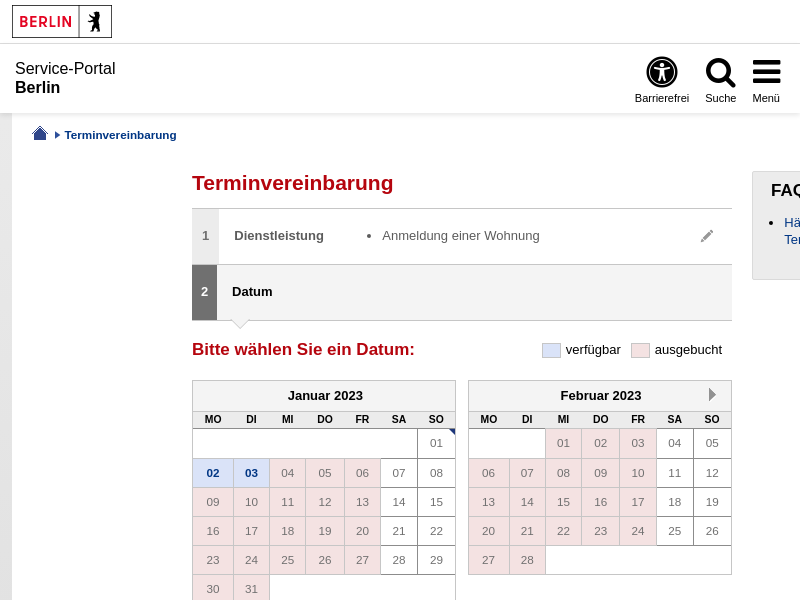 BERLIN
Service-Portal
Berlin
Barrierefrei Suche Menü
Terminvereinbarung
Terminvereinbarung
1 Dienstleistung • Anmeldung einer Wohnung
2 Datum
Bitte wählen Sie ein Datum:
verfügbar ausgebucht
Januar 2023
MO DI MI DO FR SA SO
01
02 03 04 05 06 07 08
09 10 11 12 13 14 15
16 17 18 19 20 21 22
23 24 25 26 27 28 29
30 31
Februar 2023
MO DI MI DO FR SA SO
01 02 03 04 05
06 07 08 09 10 11 12
13 14 15 16 17 18 19
20 21 22 23 24 25 26
27 28
FAQ